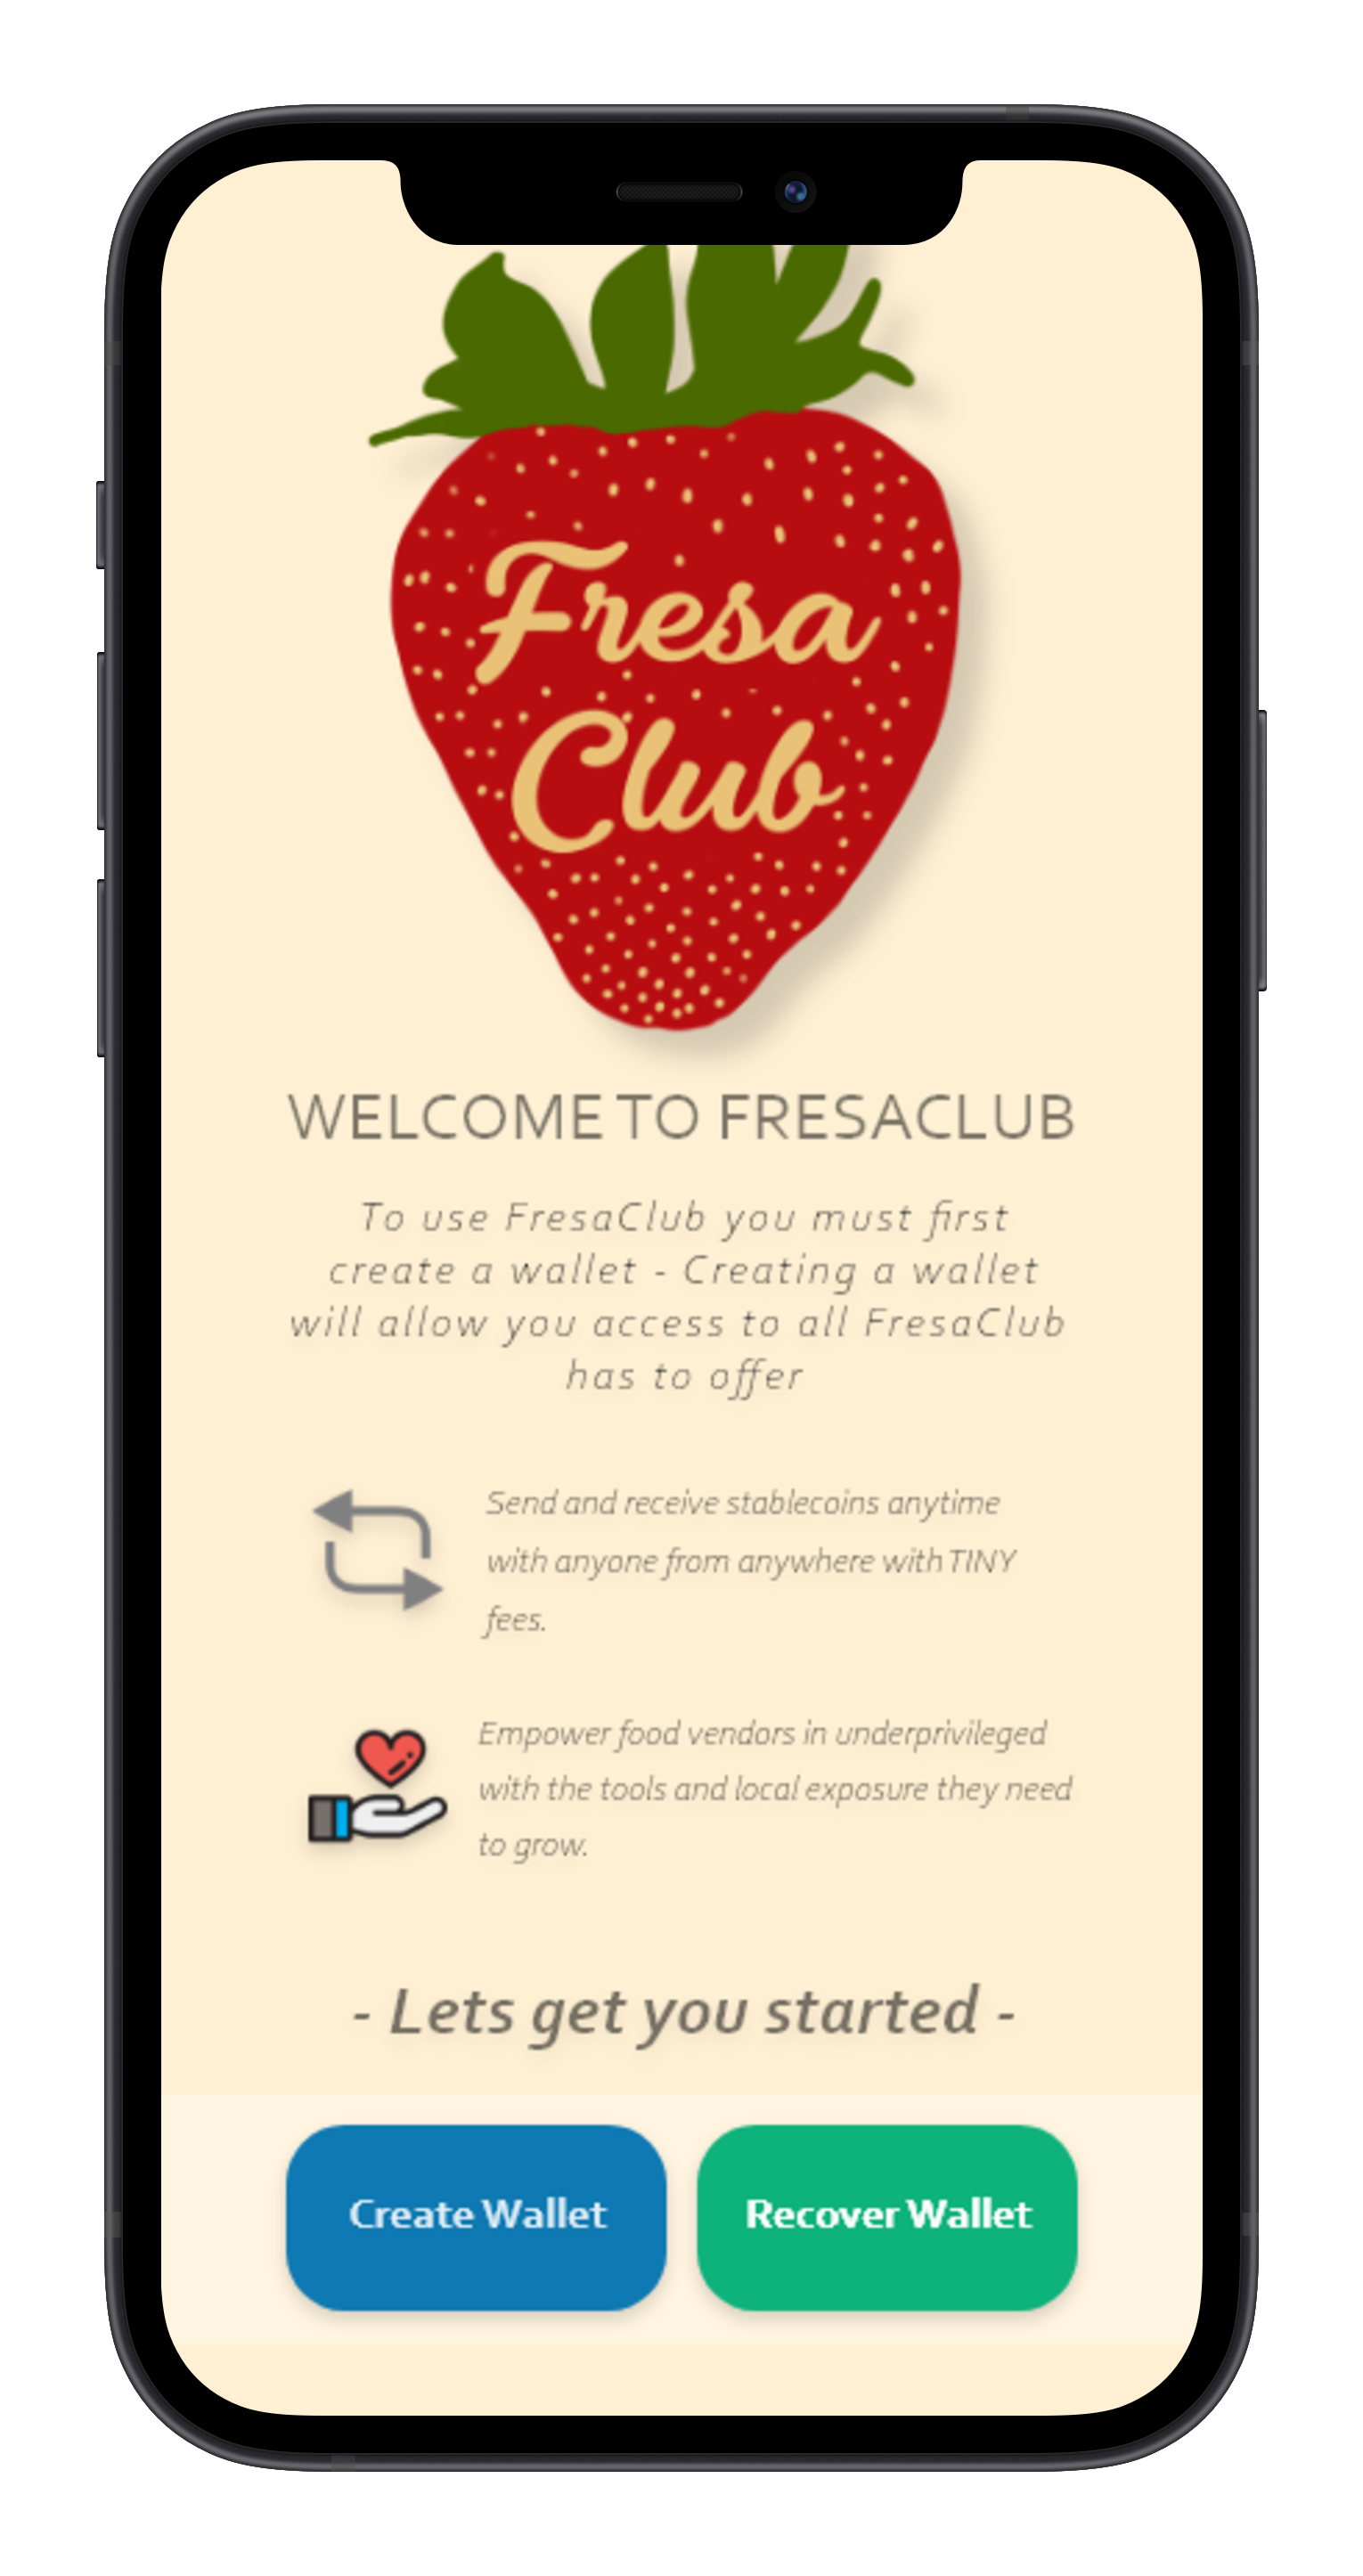 Fresa
Club
WELCOME TO FRESACLUB
To use FresaClub you must first
create a wallet - Creating a wallet
will allow you access to all FresaClub
has to offer
Send and receive stablecoins anytime
with anyone from anywhere with TINY
fees.
Empower food vendors in underprivileged
with the tools and local exposure they need
to grow.
- Lets get you started -
Create Wallet
Recover Wallet